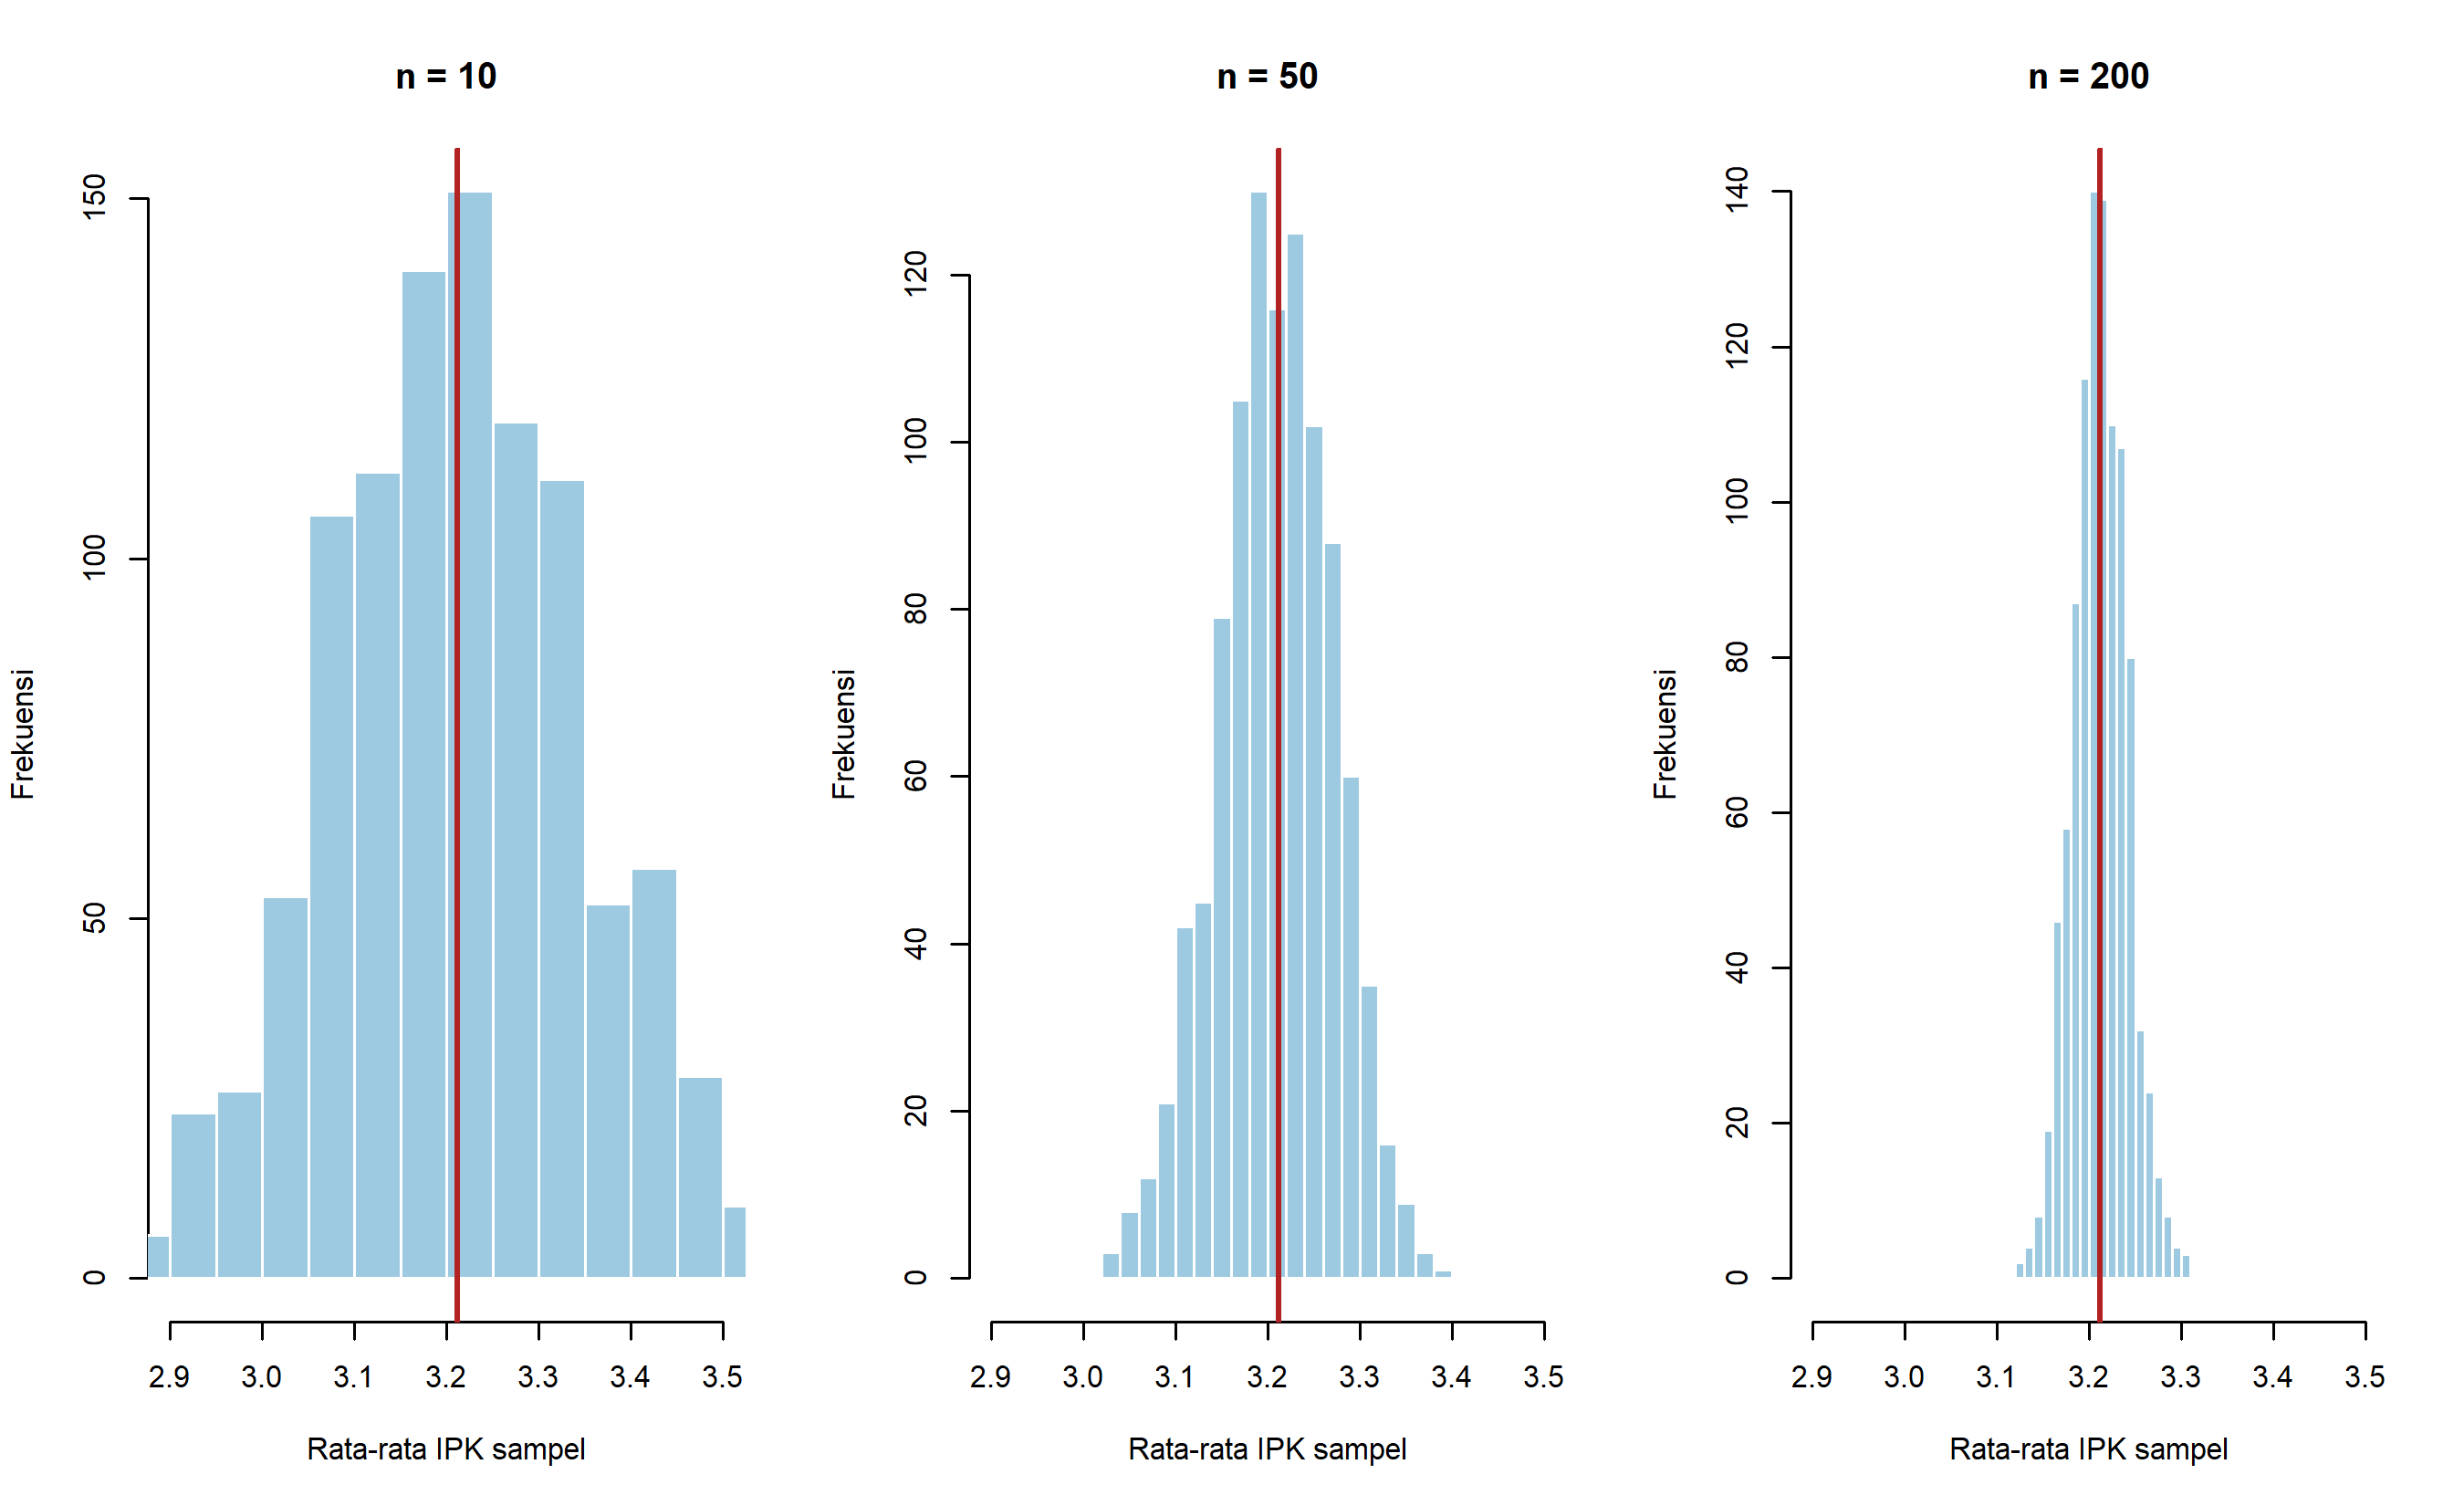 n = 10
Frekuensi
0
50
100
150
2.9 3.0 3.1 3.2 3.3 3.4 3.5
Rata-rata IPK sampel
n = 50
Frekuensi
0
20
40
60
80
100
120
2.9 3.0 3.1 3.2 3.3 3.4 3.5
Rata-rata IPK sampel
n = 200
Frekuensi
0
20
40
60
80
100
120
140
2.9 3.0 3.1 3.2 3.3 3.4 3.5
Rata-rata IPK sampel